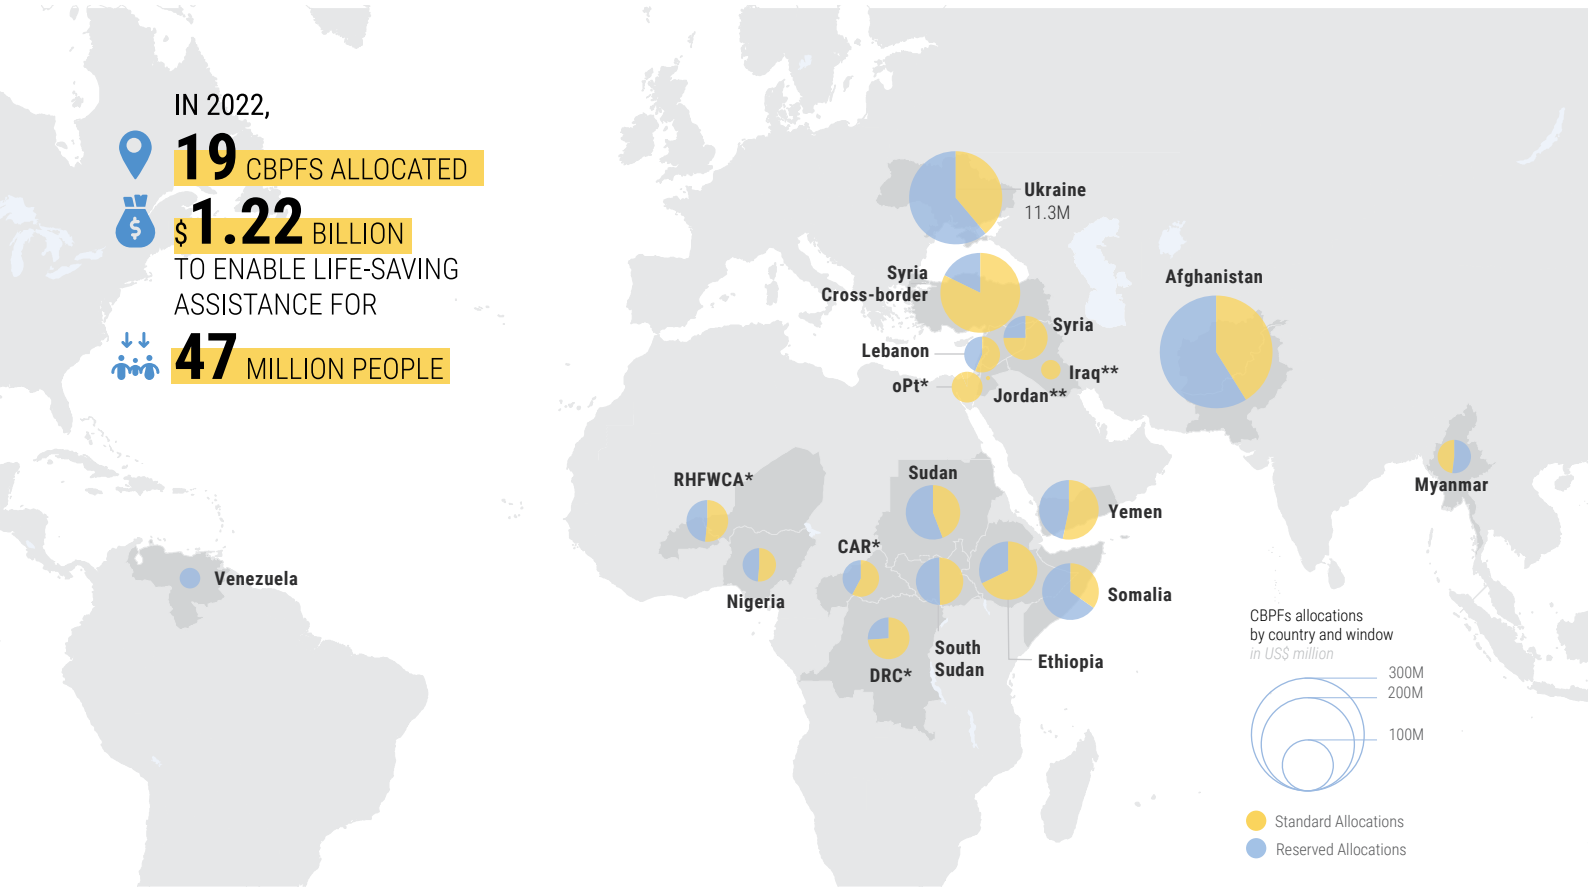 IN 2022,
19 CBPFS ALLOCATED
$1.22 BILLION
TO ENABLE LIFE-SAVING
ASSISTANCE FOR
47 MILLION PEOPLE
Ukraine
11.3M
Syria
Cross-border
Afghanistan
Syria
Lebanon
Iraq**
oPt*
Jordan**
RHFWCA*
Sudan
Myanmar
Yemen
CAR*
Venezuela
Nigeria
Somalia
South
Sudan
Ethiopia
DRC*
CBPFs allocations
by country and window
in US$ million
300M
200M
100M
Standard Allocations
Reserved Allocations